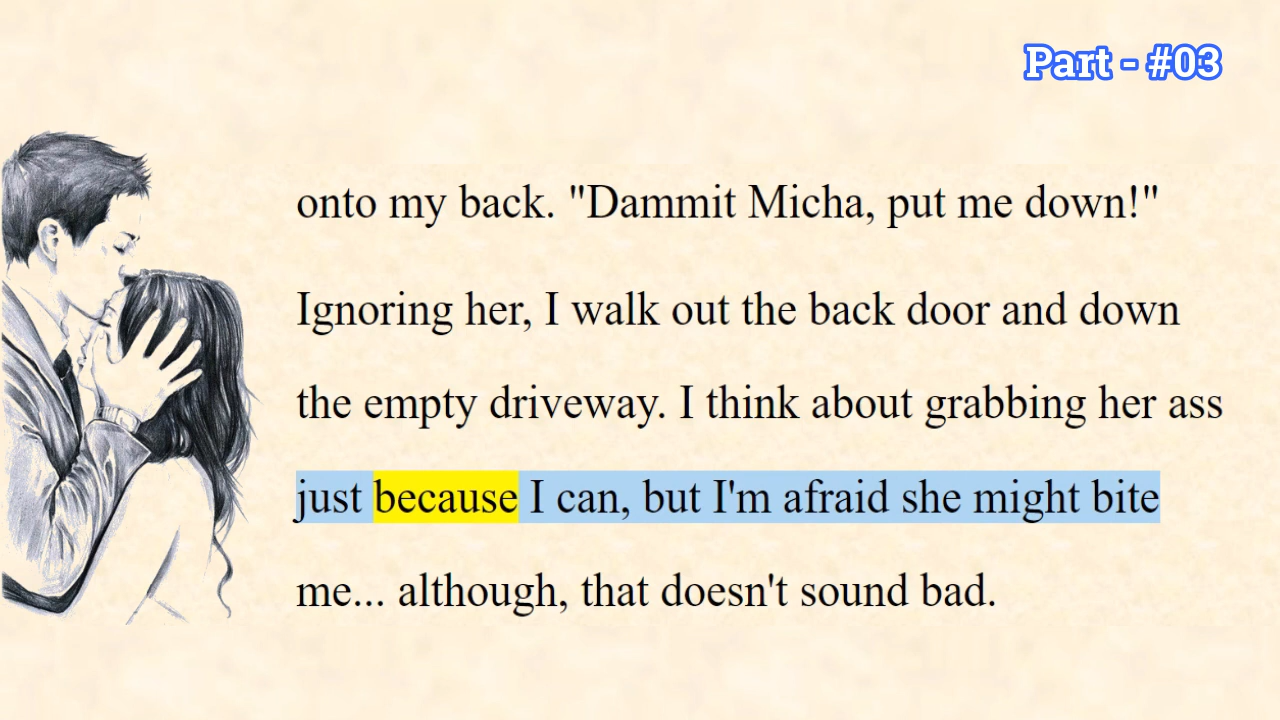 Part - #03
onto my back. "Dammit Micha, put me down!"
Ignoring her, I walk out the back door and down
the empty driveway. I think about grabbing her ass
just because I can, but I'm afraid she might bite
me... although, that doesn't sound bad.